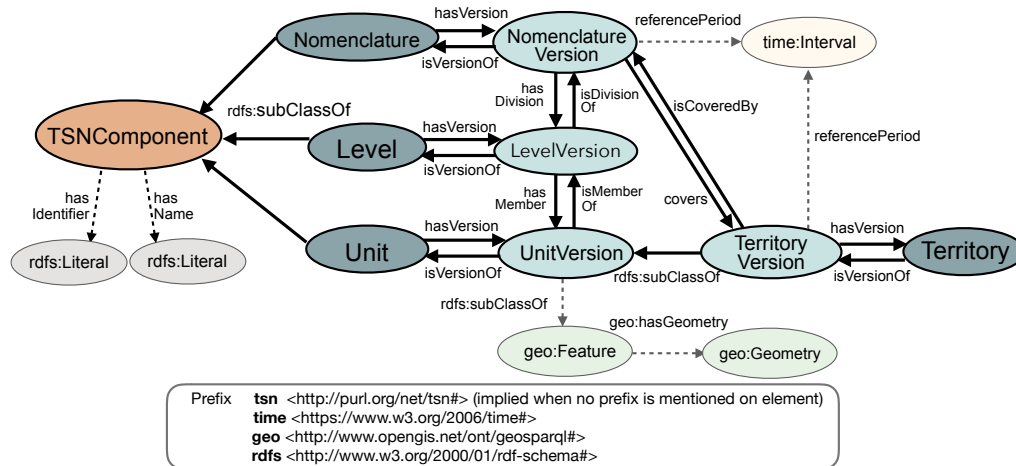 hasVersion
Nomenclature
isVersionOf
Nomenclature
Version
referencePeriod
time:Interval
has
Division
isDivision
Of
isCoveredBy
referencePeriod
rdfs:subClassOf
TSNComponent
hasVersion
Level
isVersionOf
LevelVersion
has
Identifier
has
Name
rdfs:Literal
rdfs:Literal
has
Member
isMember
Of
covers
hasVersion
Unit
isVersionOf
UnitVersion
rdfs:subClassOf
Territory
Version
hasVersion
isVersionOf
Territory
rdfs:subClassOf
geo:hasGeometry
geo:Feature
geo:Geometry
Prefix tsn <http://purl.org/net/tsn#> (implied when no prefix is mentioned on element)
time <https://www.w3.org/2006/time#>
geo <http://www.opengis.net/ont/geosparql#>
rdfs <http://www.w3.org/2000/01/rdf-schema#>